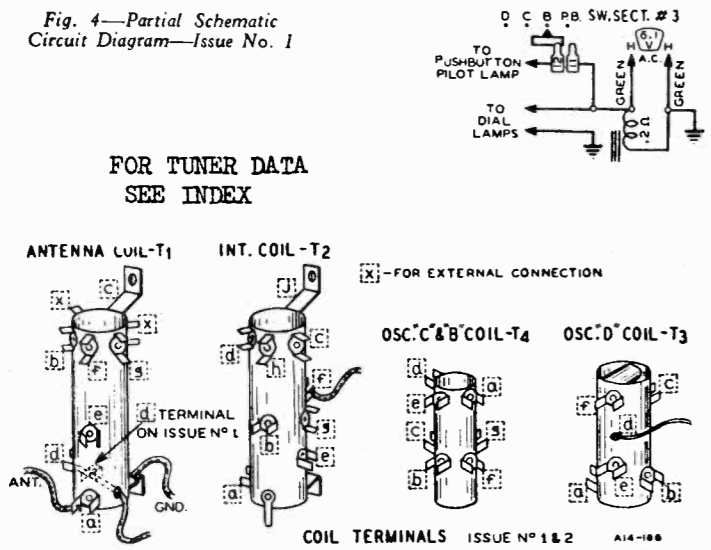 Fig. 4—Partial Schematic
Circuit Diagram—Issue No. 1
D C B P.B. SW. SECT. #3
TO
PUSHBUTTON
PILOT LAMP
6.1
V
H H
A.C.
GREEN
GREEN
TO
DIAL
LAMPS
.2 Ω
FOR TUNER DATA
SEE INDEX
ANTENNA COIL-T1
INT. COIL-T2
x -FOR EXTERNAL CONNECTION
OSC."C"&"B"COIL-T4
OSC."D"COIL-T3
c
x
x
b
f
g
e
d TERMINAL
ON ISSUE Nº 1
d
ANT.
a
GND.
J
d
h
c
f
b
g
e
a
d
a
e
c
g
b
f
c
f
d
a
e
b
COIL TERMINALS ISSUE Nº 1 & 2
A14-186